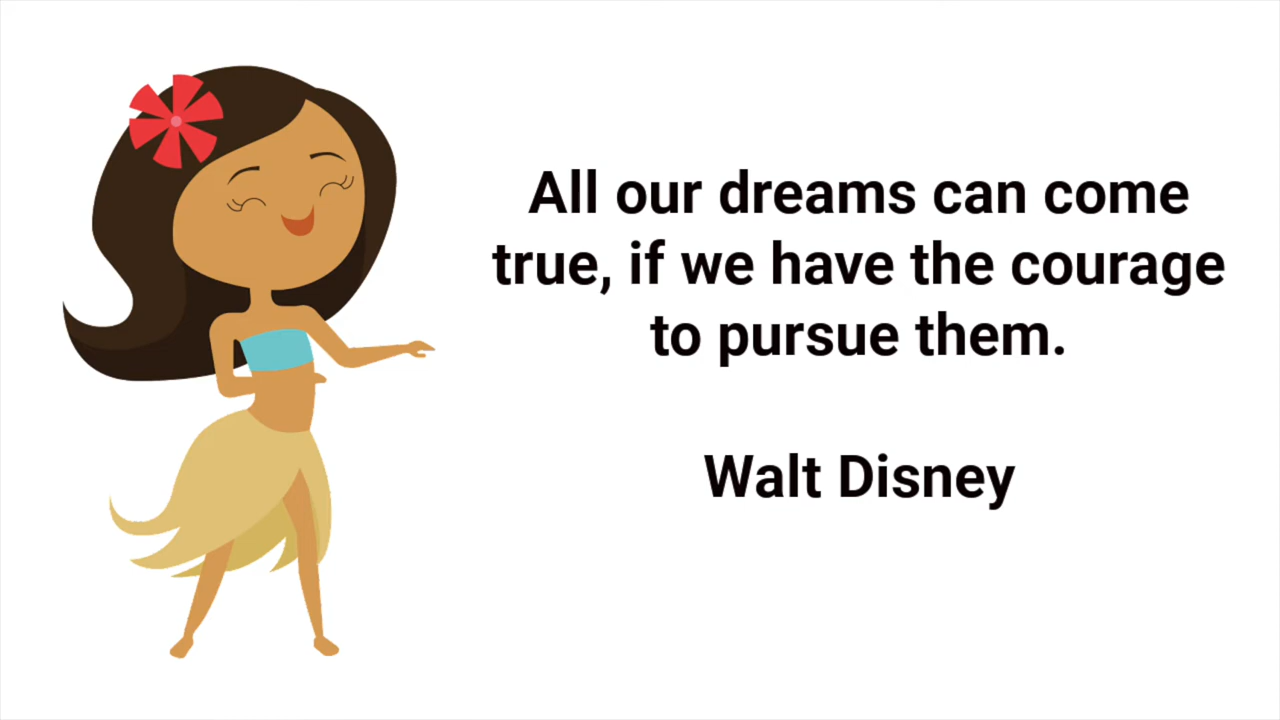 All our dreams can come
true, if we have the courage
to pursue them.
Walt Disney